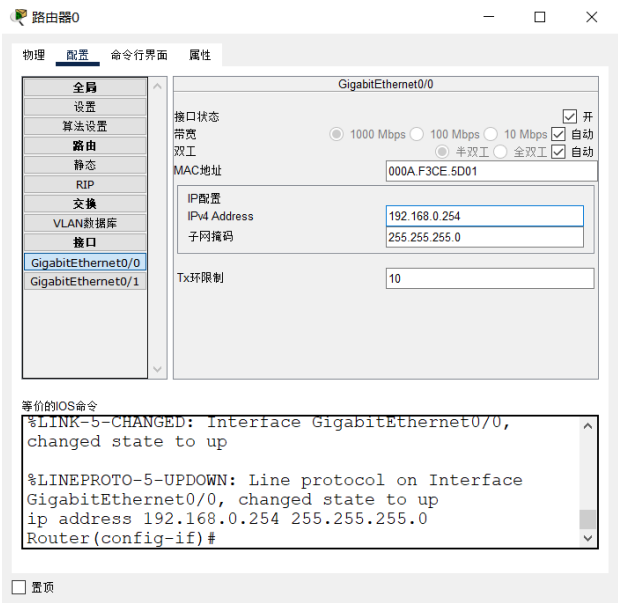 路由器0
物理 配置 命令行界面 属性
全局
设置
算法设置
路由
静态
RIP
交换
VLAN数据库
接口
GigabitEthernet0/0
GigabitEthernet0/1
GigabitEthernet0/0
接口状态 开
带宽 1000 Mbps 100 Mbps 10 Mbps 自动
双工 半双工 全双工 自动
MAC地址 000A.F3CE.5D01
IP配置
IPv4 Address 192.168.0.254
子网掩码 255.255.255.0
Tx环限制 10
等价的IOS命令
%LINK-5-CHANGED: Interface GigabitEthernet0/0,
changed state to up
%LINEPROTO-5-UPDOWN: Line protocol on Interface
GigabitEthernet0/0, changed state to up
ip address 192.168.0.254 255.255.255.0
Router(config-if)#
置顶